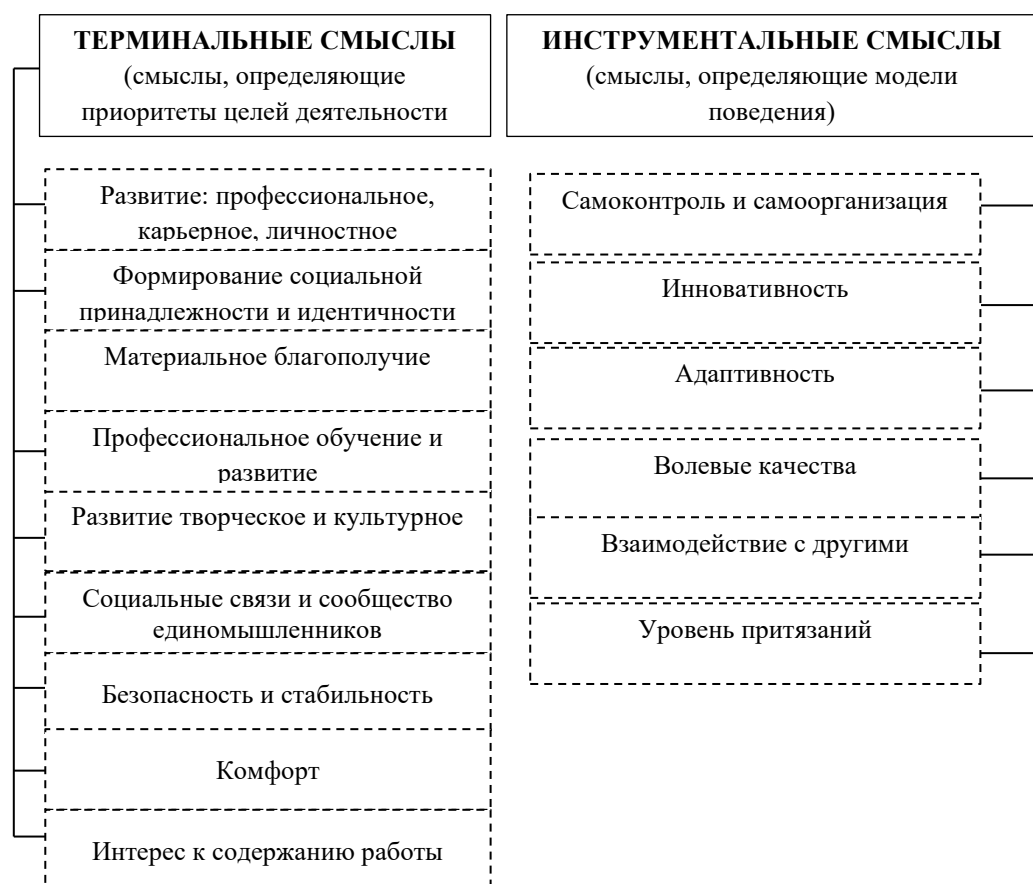 ТЕРМИНАЛЬНЫЕ СМЫСЛЫ
(смыслы, определяющие
приоритеты целей деятельности
Развитие: профессиональное,
карьерное, личностное
Формирование социальной
принадлежности и идентичности
Материальное благополучие
Профессиональное обучение и
развитие
Развитие творческое и культурное
Социальные связи и сообщество
единомышленников
Безопасность и стабильность
Комфорт
Интерес к содержанию работы
ИНСТРУМЕНТАЛЬНЫЕ СМЫСЛЫ
(смыслы, определяющие модели
поведения)
Самоконтроль и самоорганизация
Инновативность
Адаптивность
Волевые качества
Взаимодействие с другими
Уровень притязаний